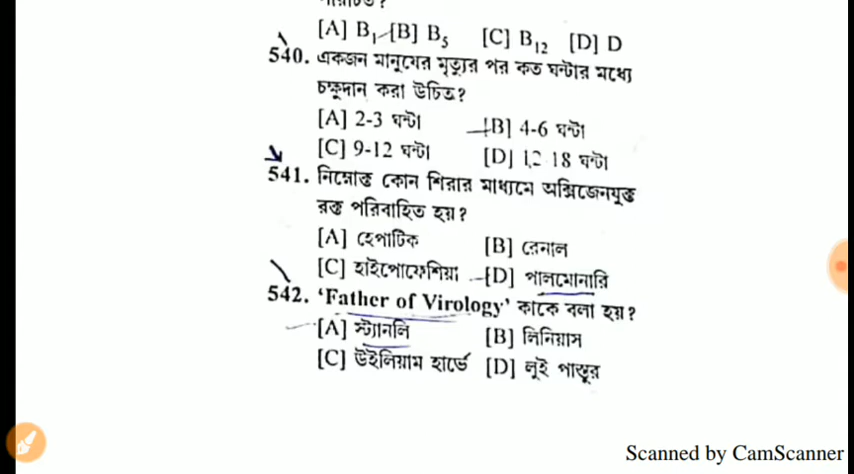 [A] B₁ [B] B₅ [C] B₁₂ [D] D
540. একজন মানুষের মৃত্যুর পর কত ঘন্টার মধ্যে
চক্ষুদান করা উচিত?
[A] 2-3 ঘন্টা [B] 4-6 ঘন্টা
[C] 9-12 ঘন্টা [D] 12-18 ঘন্টা
541. নিম্নোক্ত কোন শিরার মাধ্যমে অক্সিজেনযুক্ত
রক্ত পরিবাহিত হয়?
[A] হেপাটিক [B] রেনাল
[C] হাইপোফেশিয়া [D] পালমোনারি
542. ‘Father of Virology’ কাকে বলা হয়?
[A] স্ট্যানলি [B] লিনিয়াস
[C] উইলিয়াম হার্ভে [D] লুই পাস্তুর
Scanned by CamScanner